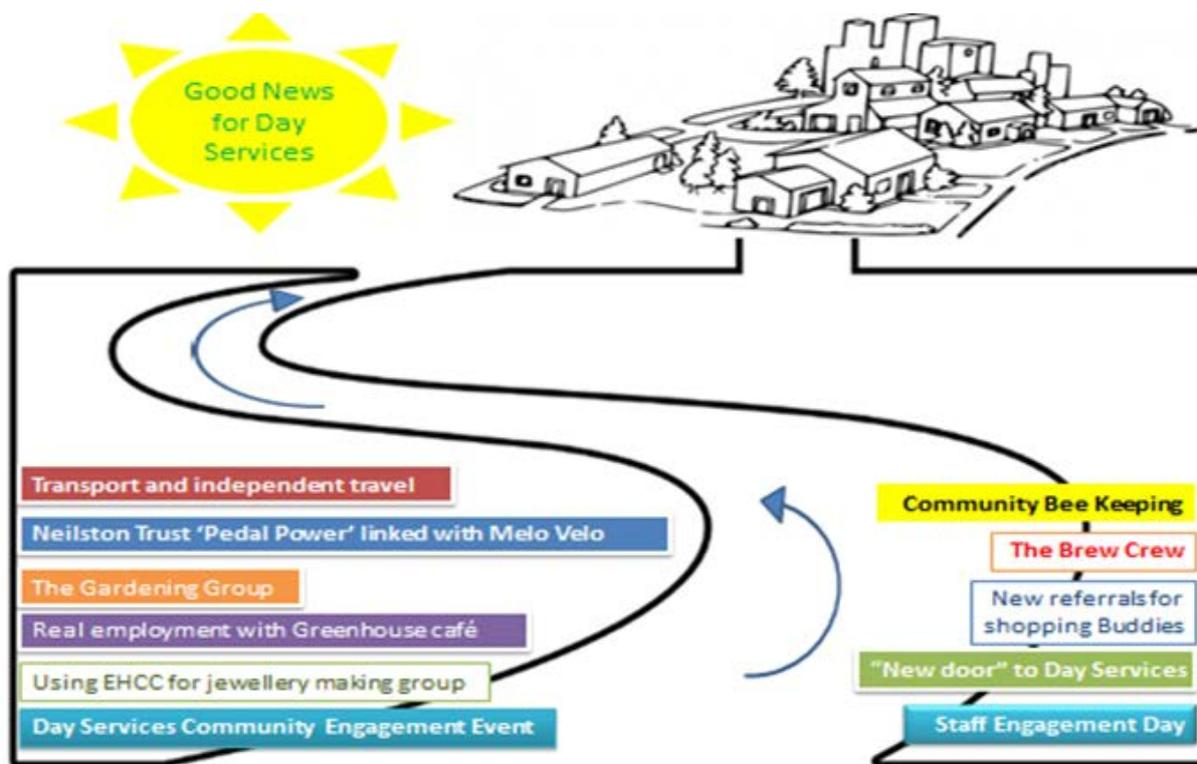 Good News
for Day
Services
Transport and independent travel
Neilston Trust ‘Pedal Power’ linked with Melo Velo
The Gardening Group
Real employment with Greenhouse café
Using EHCC for jewellery making group
Day Services Community Engagement Event
Community Bee Keeping
The Brew Crew
New referrals for
shopping Buddies
“New door” to Day Services
Staff Engagement Day